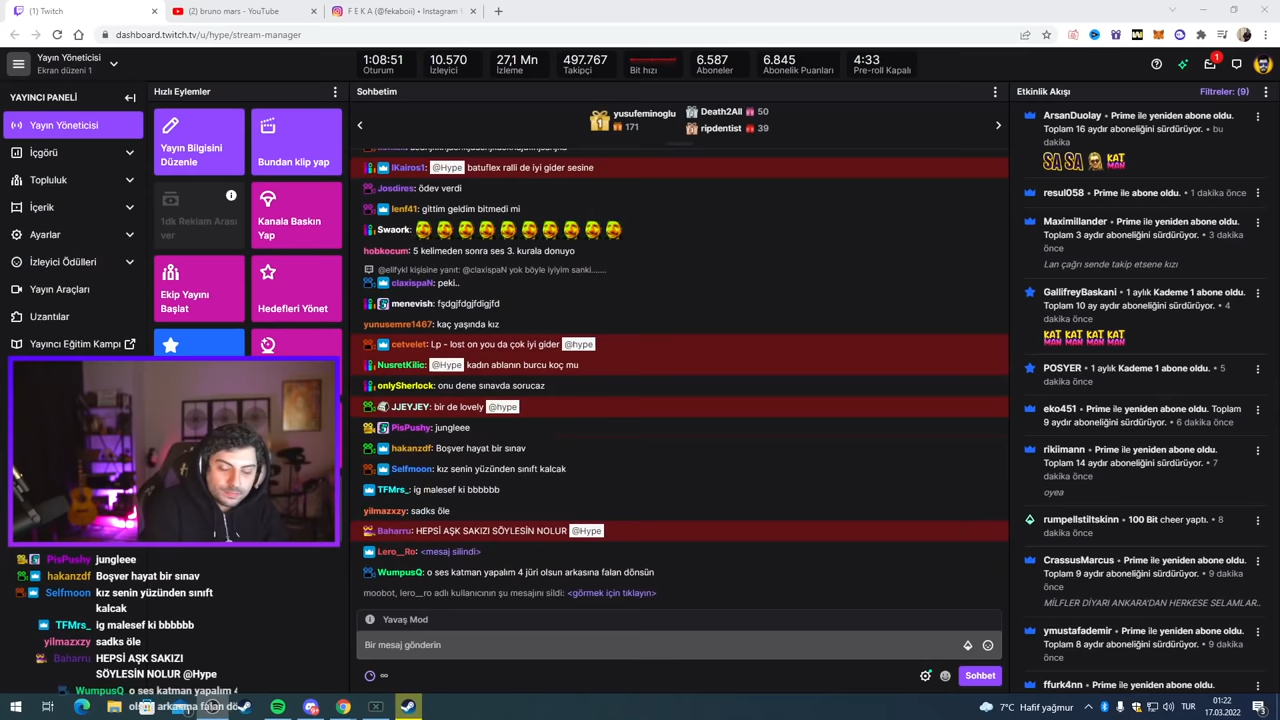 (1) Twitch
(2) bruno mars - YouTube
F E K A (@fekaboii) • Instagram
dashboard.twitch.tv/u/hype/stream-manager
Yayın Yöneticisi
Ekran düzeni 1
1:08:51
Oturum
10.570
İzleyici
27,1 Mn
İzleme
497.767
Takipçi
Bit hızı
6.587
Aboneler
6.845
Abonelik Puanları
4:33
Pre-roll Kapalı
1
YAYINCI PANELİ
Yayın Yöneticisi
İçgörü
Topluluk
İçerik
Ayarlar
İzleyici Ödülleri
Yayın Araçları
Uzantılar
Yayıncı Eğitim Kampı
Hızlı Eylemler
Yayın Bilgisini
Düzenle
Bundan klip yap
1dk Reklam Arası
ver
Kanala Baskın
Yap
Ekip Yayını
Başlat
Hedefleri Yönet
PisPushy jungleee
hakanzdf Boşver hayat bir sınav
Selfmoon kız senin yüzünden sınıft
kalcak
TFMrs_ ig malesef ki bbbbbb
yilmazxzy sadks öle
Baharru HEPSİ AŞK SAKIZI
SÖYLESİN NOLUR @Hype
WumpusQ o ses katman yapalım 4
Sohbetim
yusufeminoglu
171
Death2All 50
ripdentist 39
IKairos1: @Hype batuflex ralli de iyi gider sesine
Josdires: ödev verdi
lenf41: gittim geldim bitmedi mi
Swaork:
hobkocum: 5 kelimeden sonra ses 3. kurala donuyo
@elifykl kişisine yanıt: @claxispaN yok böyle iyiyim sanki.......
claxispaN: peki..
menevish: fşdgjfdgjfdigjfd
yunusemre1467: kaç yaşında kız
cetvelet: Lp - lost on you da çok iyi gider @hype
NusretKilic: @Hype kadın ablanın burcu koç mu
onlySherlock: onu dene sınavda sorucaz
JJEYJEY: bir de lovely @hype
PisPushy: jungleee
hakanzdf: Boşver hayat bir sınav
Selfmoon: kız senin yüzünden sınıft kalcak
TFMrs_: ig malesef ki bbbbbb
yilmazxzy: sadks öle
Baharru: HEPSİ AŞK SAKIZI SÖYLESİN NOLUR @Hype
Lero__Ro: <mesaj silindi>
WumpusQ: o ses katman yapalım 4 jüri olsun arkasına falan dönsün
moobot, lero__ro adlı kullanıcının şu mesajını sildi: <görmek için tıklayın>
Yavaş Mod
Bir mesaj gönderin
Sohbet
Etkinlik Akışı
Filtreler: (9)
ArsanDuolay • Prime ile yeniden abone oldu.
Toplam 16 aydır aboneliğini sürdürüyor. • bu
dakika
SA SA KAT MAN
resul058 • Prime ile abone oldu. • 1 dakika önce
Maximillander • Prime ile yeniden abone oldu.
Toplam 3 aydır aboneliğini sürdürüyor. • 3 dakika
önce
Lan çağrı sende takip etsene kızı
GallifreyBaskani • 1 aylık Kademe 1 abone oldu.
Toplam 10 ay aydır aboneliğini sürdürüyor. • 4
dakika önce
KAT MAN KAT MAN KAT MAN KAT MAN
POSYER • 1 aylık Kademe 1 abone oldu. • 5
dakika önce
eko451 • Prime ile yeniden abone oldu. Toplam
9 aydır aboneliğini sürdürüyor. • 6 dakika önce
rikiimann • Prime ile yeniden abone oldu.
Toplam 14 aydır aboneliğini sürdürüyor. • 7
dakika önce
oyea
rumpellstiltskinn • 100 Bit cheer yaptı. • 8
dakika önce
CrassusMarcus • Prime ile yeniden abone oldu.
Toplam 9 aydır aboneliğini sürdürüyor. • 9 dakika
önce
MİLFLER DİYARI ANKARA'DAN HERKESE SELAMLAR..
ymustafademir • Prime ile yeniden abone oldu.
Toplam 8 aydır aboneliğini sürdürüyor. • 9 dakika
önce
ffurk4nn • Prime ile yeniden abone oldu.
7°C Hafif yağmur
TUR
01:22
17.03.2022
3